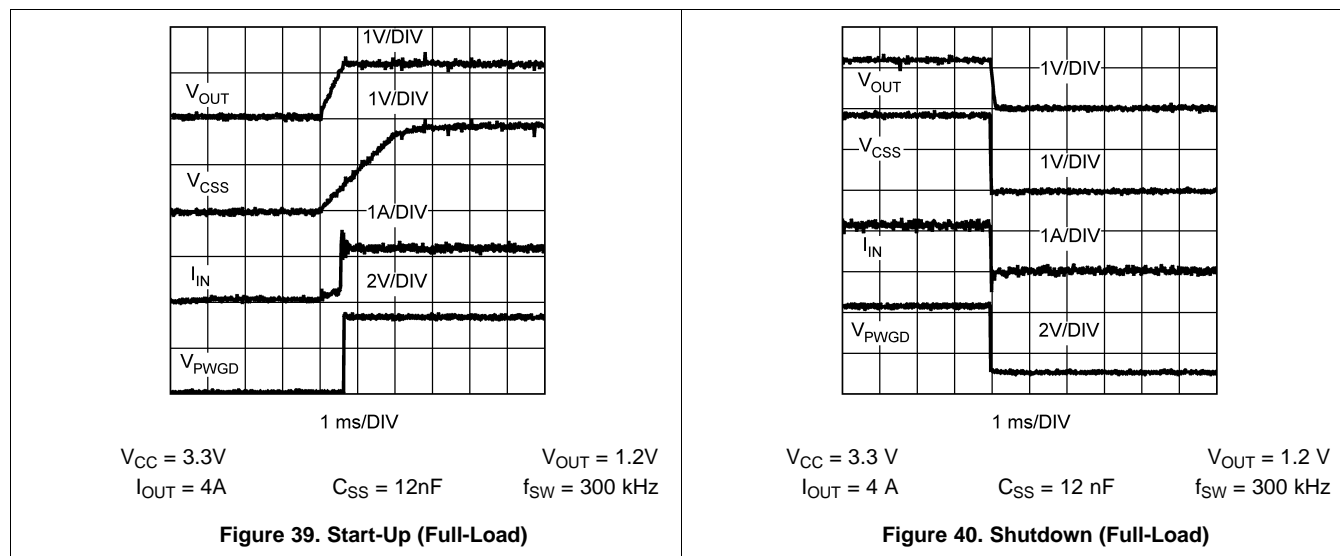 1V/DIV
V_OUT
1V/DIV
V_CSS
1A/DIV
I_IN
2V/DIV
V_PWGD
1 ms/DIV
V_CC = 3.3V V_OUT = 1.2V
I_OUT = 4A C_SS = 12nF f_SW = 300 kHz
Figure 39. Start-Up (Full-Load)
1V/DIV
V_OUT
V_CSS
1V/DIV
1A/DIV
I_IN
V_PWGD
2V/DIV
1 ms/DIV
V_CC = 3.3 V V_OUT = 1.2 V
I_OUT = 4 A C_SS = 12 nF f_SW = 300 kHz
Figure 40. Shutdown (Full-Load)